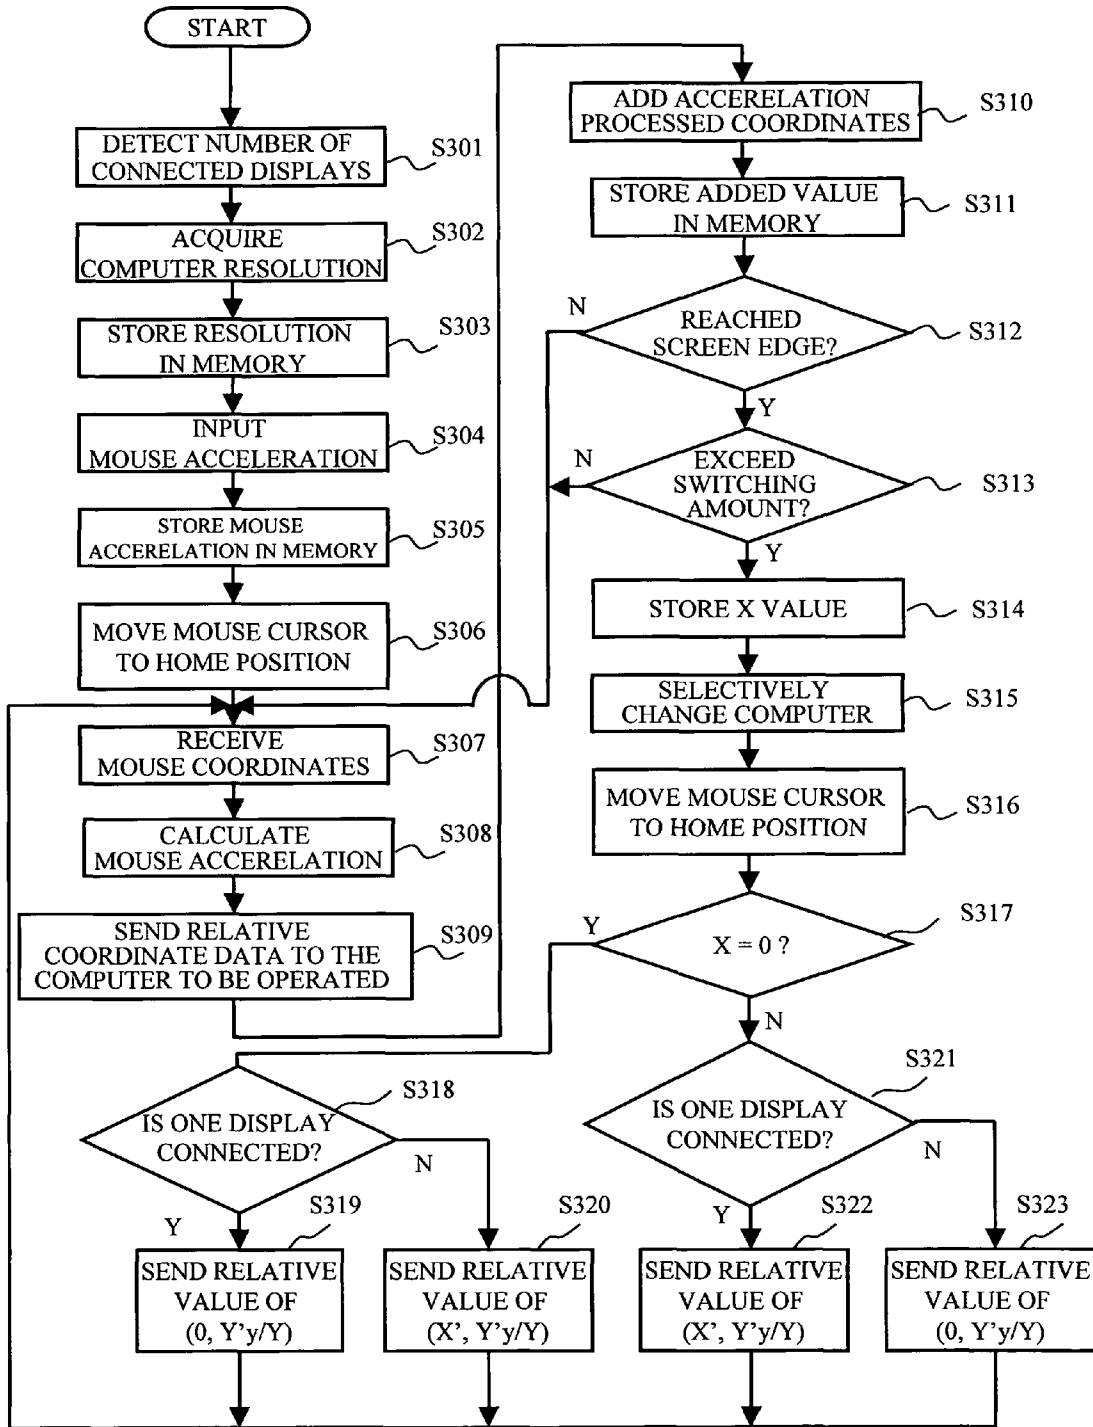 START
DETECT NUMBER OF
CONNECTED DISPLAYS
S301
ACQUIRE
COMPUTER RESOLUTION
S302
STORE RESOLUTION
IN MEMORY
S303
INPUT
MOUSE ACCELERATION
S304
STORE MOUSE
ACCERELATION IN MEMORY
S305
MOVE MOUSE CURSOR
TO HOME POSITION
S306
RECEIVE
MOUSE COORDINATES
S307
CALCULATE
MOUSE ACCERELATION
S308
SEND RELATIVE
COORDINATE DATA TO THE
COMPUTER TO BE OPERATED
S309
ADD ACCERELATION
PROCESSED COORDINATES
S310
STORE ADDED VALUE
IN MEMORY
S311
REACHED
SCREEN EDGE?
S312
N
Y
EXCEED
SWITCHING
AMOUNT?
S313
N
Y
STORE X VALUE
S314
SELECTIVELY
CHANGE COMPUTER
S315
MOVE MOUSE CURSOR
TO HOME POSITION
S316
X = 0 ?
S317
Y
N
IS ONE DISPLAY
CONNECTED?
S318
N
Y
SEND RELATIVE
VALUE OF
(0, Y'y/Y)
S319
SEND RELATIVE
VALUE OF
(X', Y'y/Y)
S320
IS ONE DISPLAY
CONNECTED?
S321
N
Y
SEND RELATIVE
VALUE OF
(X', Y'y/Y)
S322
SEND RELATIVE
VALUE OF
(0, Y'y/Y)
S323